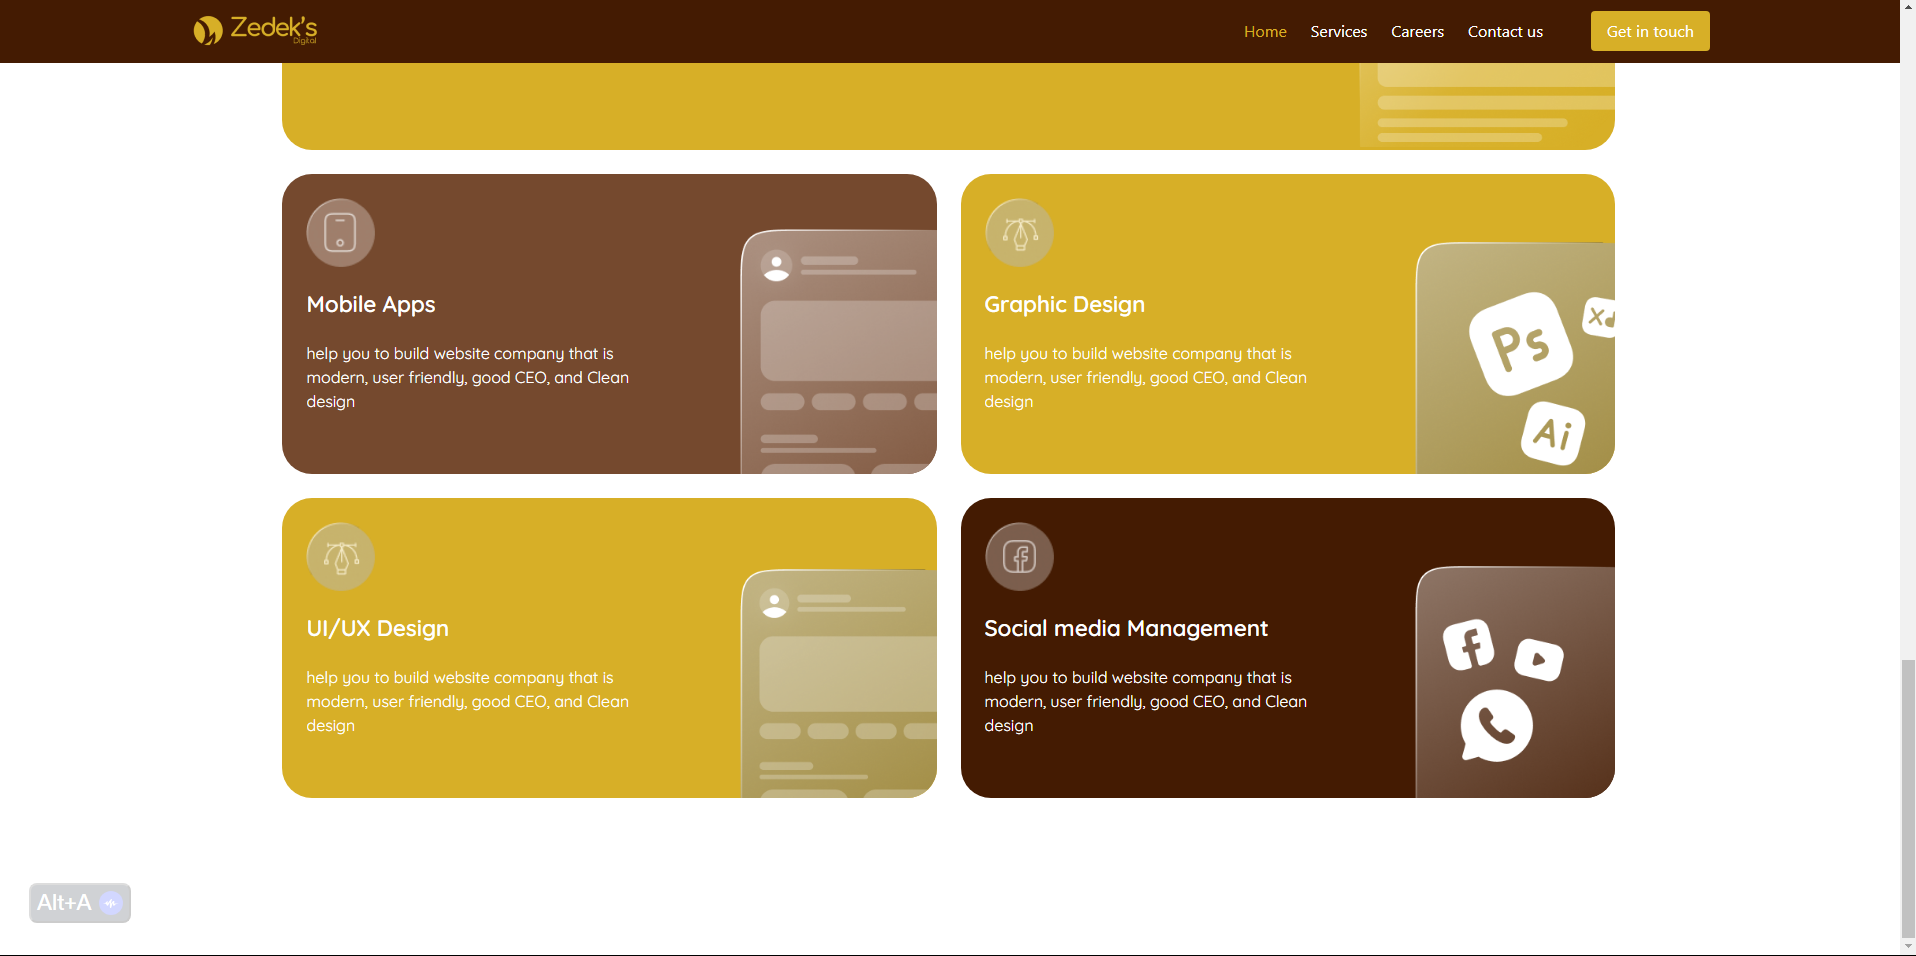 Zedek's
Digital
Home
Services
Careers
Contact us
Get in touch
Mobile Apps
help you to build website company that is
modern, user friendly, good CEO, and Clean
design
Graphic Design
help you to build website company that is
modern, user friendly, good CEO, and Clean
design
Ps
Xd
Ai
UI/UX Design
help you to build website company that is
modern, user friendly, good CEO, and Clean
design
Social media Management
help you to build website company that is
modern, user friendly, good CEO, and Clean
design
Alt+A